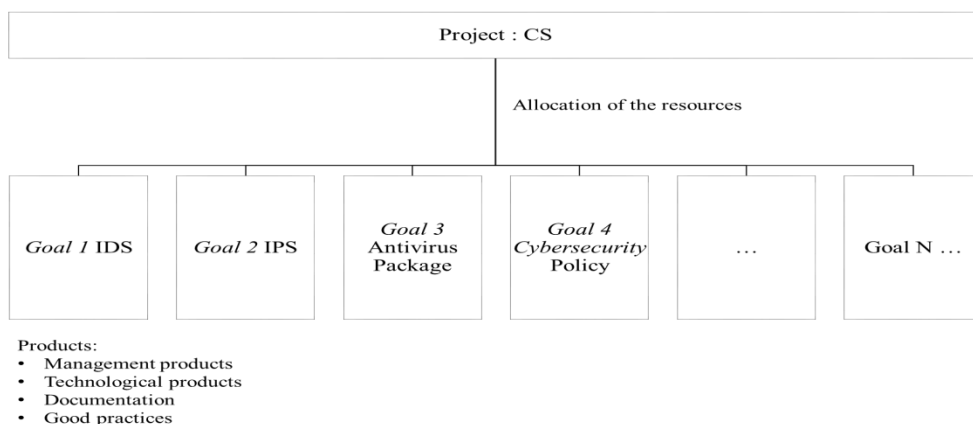 Project : CS
Allocation of the resources
Goal 1 IDS
Goal 2 IPS
Goal 3
Antivirus
Package
Goal 4
Cybersecurity
Policy
…
Goal N …
Products:
• Management products
• Technological products
• Documentation
• Good practices